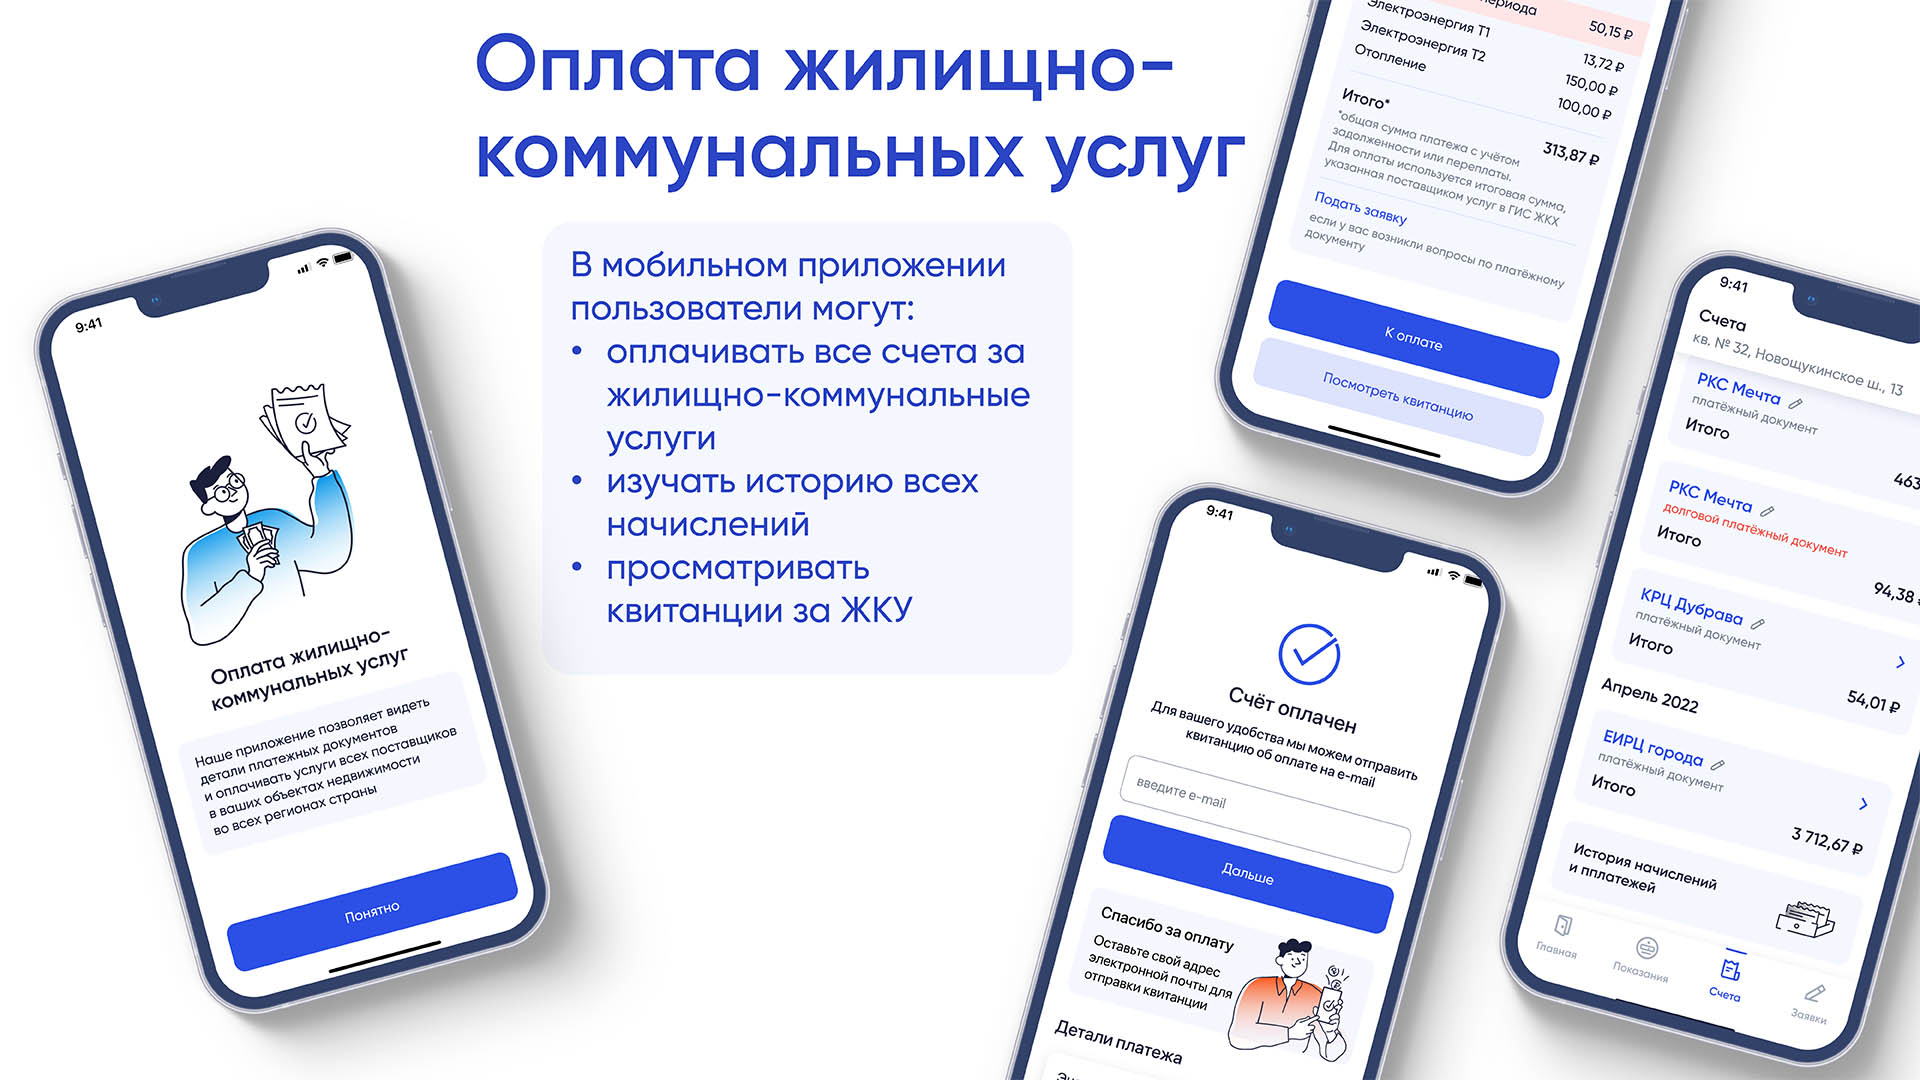 Оплата жилищно-
коммунальных услуг
В мобильном приложении
пользователи могут:
• оплачивать все счета за
жилищно-коммунальные
услуги
• изучать историю всех
начислений
• просматривать
квитанции за ЖКУ
9:41
Оплата жилищно-
коммунальных услуг
Наше приложение позволяет видеть
детали платежных документов
и оплачивать услуги всех поставщиков
в ваших объектах недвижимости
во всех регионах страны
Понятно
периода 50,15 ₽
Электроэнергия Т1 13,72 ₽
Электроэнергия Т2 150,00 ₽
Отопление 100,00 ₽
Итого* 313,87 ₽
*общая сумма платежа с учётом
задолженности или переплаты.
Для оплаты используется итоговая сумма,
указанная поставщиком услуг в ГИС ЖКХ
Подать заявку
если у вас возникли вопросы по платёжному
документу
К оплате
Посмотреть квитанцию
9:41
Счёт оплачен
Для вашего удобства мы можем отправить
квитанцию об оплате на e-mail
введите e-mail
Дальше
Спасибо за оплату
Оставьте свой адрес
электронной почты для
отправки квитанции
Детали платежа
9:41
Счета
кв. № 32, Новощукинское ш., 13
РКС Мечта
платёжный документ
Итого
463
РКС Мечта
долговой платёжный документ
Итого
94,38
КРЦ Дубрава
платёжный документ
Итого
54,01 ₽
Апрель 2022
ЕИРЦ города
платёжный документ
Итого
3 712,67 ₽
История начислений
и пплатежей
Главная
Показания
Счета
Заявки